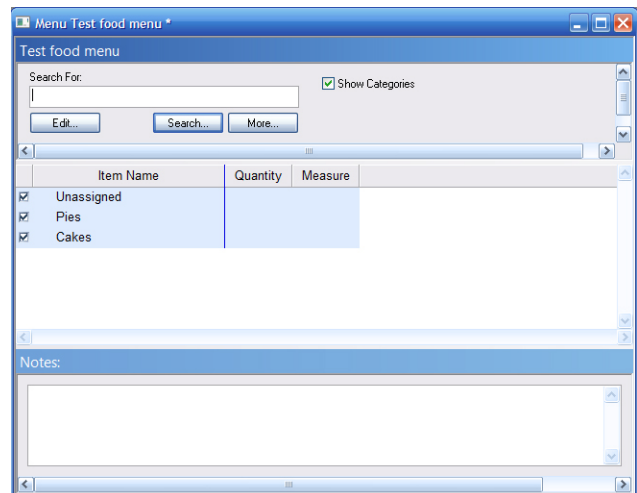 Menu Test food menu *
Test food menu
Search For:
Show Categories
Edit... Search... More...
Item Name Quantity Measure
Unassigned
Pies
Cakes
Notes: